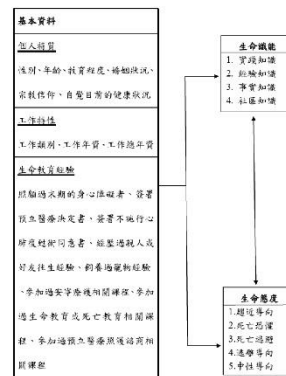 基本資料
個人特質
性別、年齡、教育程度、婚姻狀況、
宗教信仰、自覺目前的健康狀況
工作特性
工作類別、工作年資、工作總年資
生命教育經驗
照顧過末期的身心障礙者、簽署
預立醫療決定書、簽署不施行心
肺復甦術同意書、經歷過親人或
好友往生經驗、飼養過寵物經驗
、參加過安寧療護相關課程、參加
過生命教育或死亡教育相關課
程、參加過預立醫療照護諮商相
關課程
生命識能
1. 實踐知識
2. 經驗知識
3. 事實知識
4. 社區知識
生命態度
1.趨近導向
2.死亡恐懼
3.死亡逃避
4.逃離導向
5.中性導向